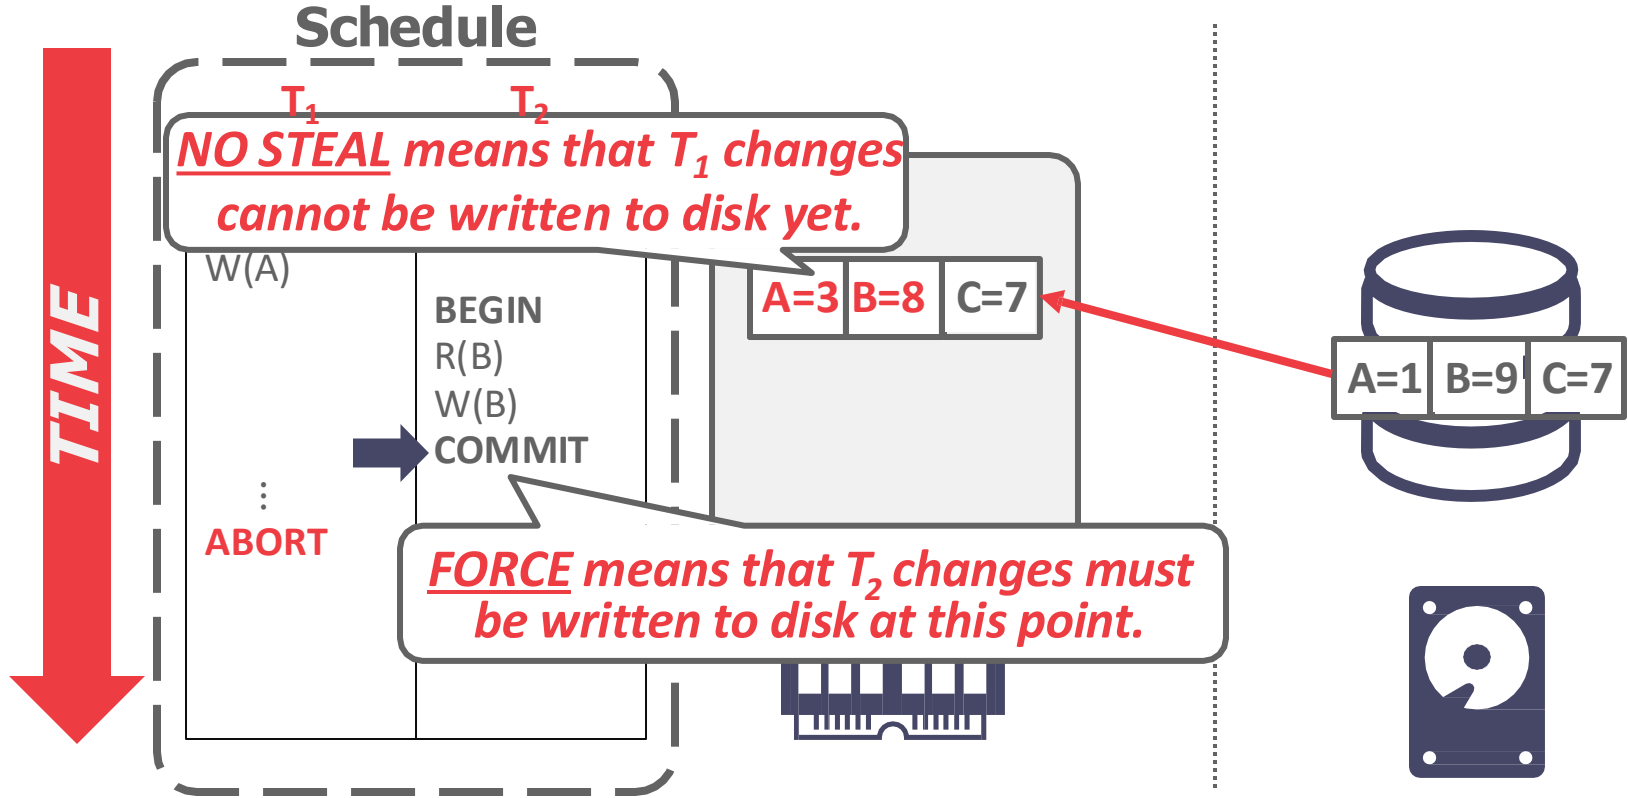 Schedule
T1 T2
NO STEAL means that T1 changes
cannot be written to disk yet.
W(A)
BEGIN
R(B)
W(B)
COMMIT
⋮
ABORT
TIME
A=3 B=8 C=7
A=1 B=9 C=7
FORCE means that T2 changes must
be written to disk at this point.